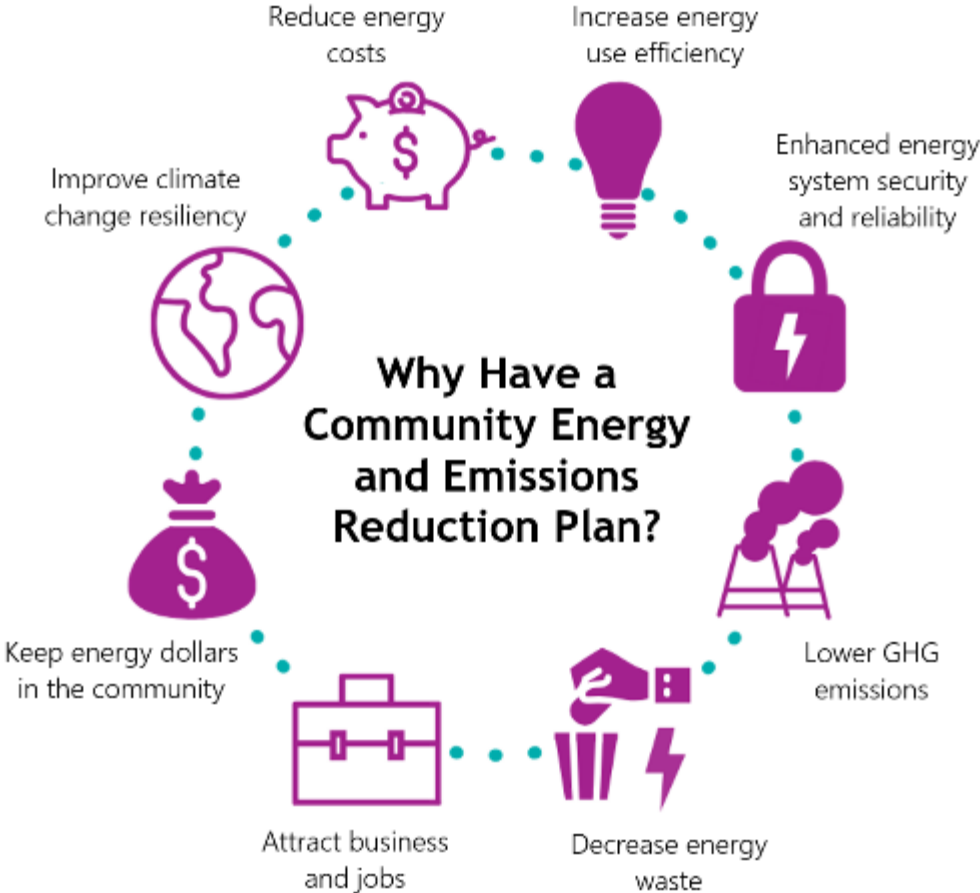 Reduce energy
costs
Increase energy
use efficiency
Enhanced energy
system security
and reliability
Improve climate
change resiliency
$
Why Have a
Community Energy
and Emissions
Reduction Plan?
$
Keep energy dollars
in the community
Lower GHG
emissions
Attract business
and jobs
Decrease energy
waste